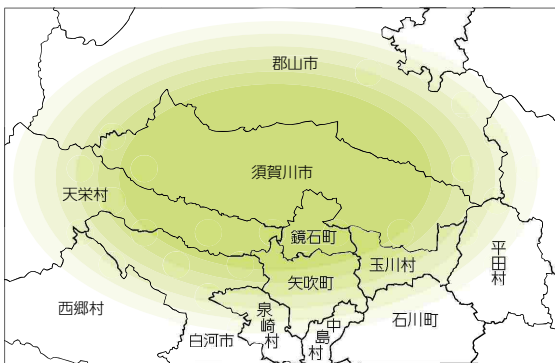 郡山市
須賀川市
天栄村
鏡石町
玉川村
平田村
矢吹町
西郷村
泉崎村
中島村
石川町
白河市